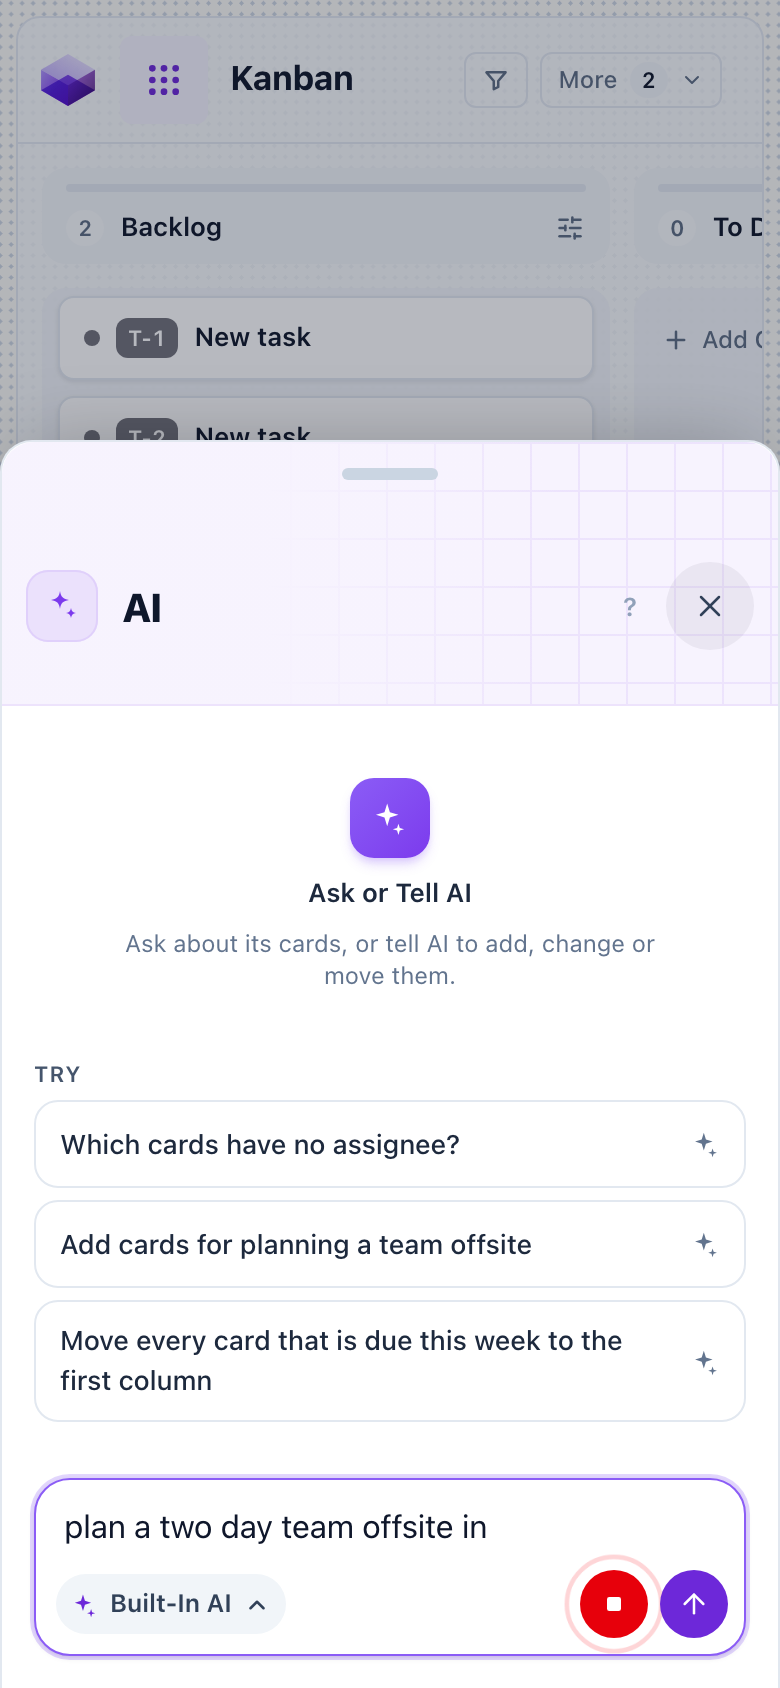 Kanban
More 2
2 Backlog
0 To D
T-1 New task
Add
T-2 New task
AI
?
Ask or Tell AI
Ask about its cards, or tell AI to add, change or
move them.
TRY
Which cards have no assignee?
Add cards for planning a team offsite
Move every card that is due this week to the
first column
plan a two day team offsite in
Built-In AI